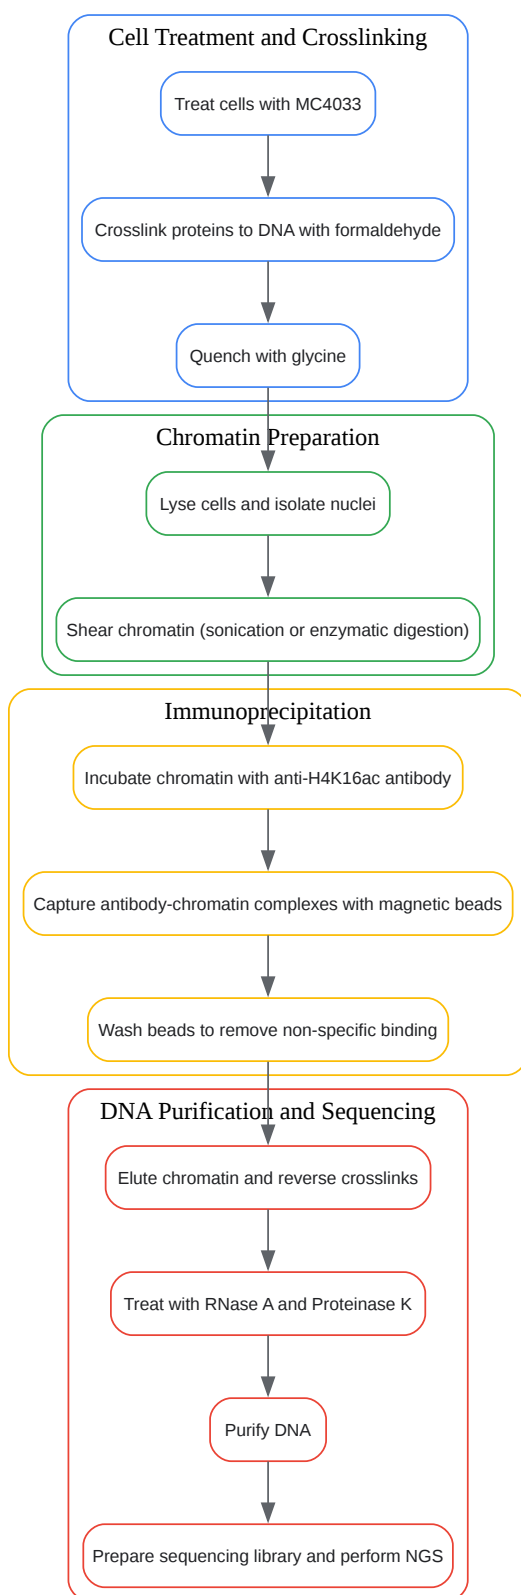 Cell Treatment and Crosslinking
Treat cells with MC4033
Crosslink proteins to DNA with formaldehyde
Quench with glycine
Chromatin Preparation
Lyse cells and isolate nuclei
Shear chromatin (sonication or enzymatic digestion)
Immunoprecipitation
Incubate chromatin with anti-H4K16ac antibody
Capture antibody-chromatin complexes with magnetic beads
Wash beads to remove non-specific binding
DNA Purification and Sequencing
Elute chromatin and reverse crosslinks
Treat with RNase A and Proteinase K
Purify DNA
Prepare sequencing library and perform NGS